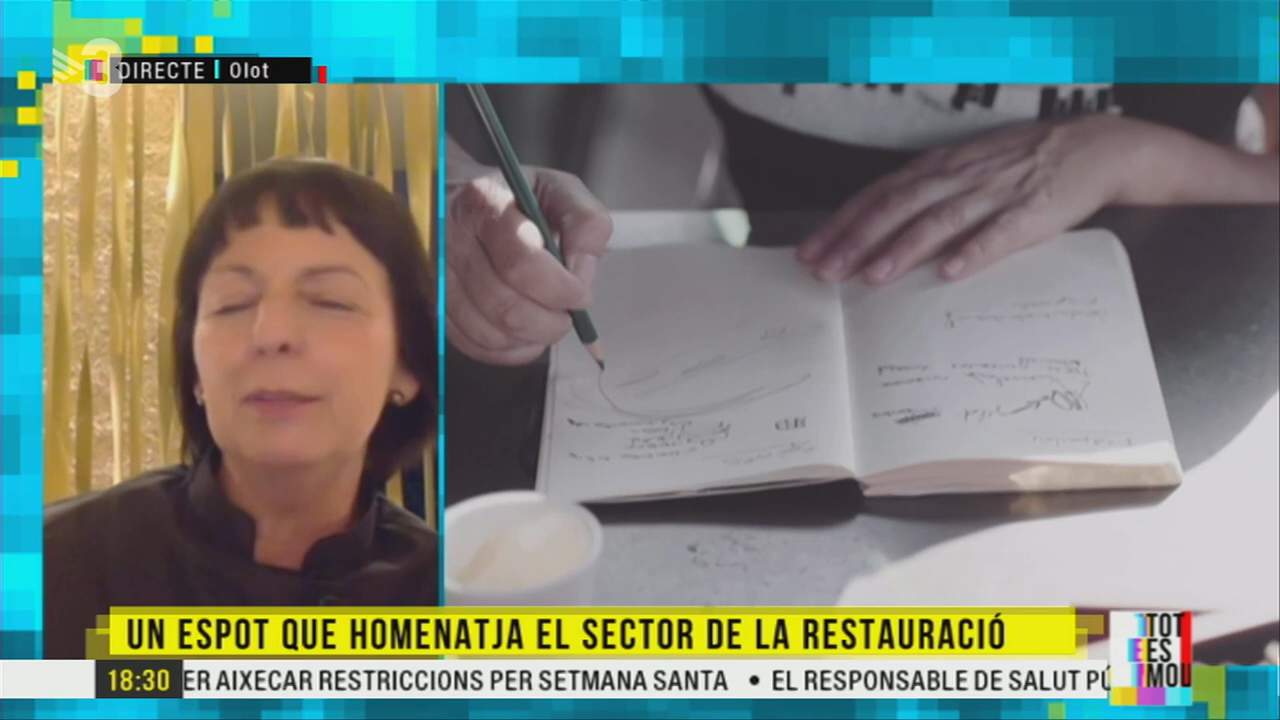 3
DIRECTE Olot
UN ESPOT QUE HOMENATJA EL SECTOR DE LA RESTAURACIÓ
TOT
ES
MOU
18:30 ER AIXECAR RESTRICCIONS PER SETMANA SANTA • EL RESPONSABLE DE SALUT PÚ